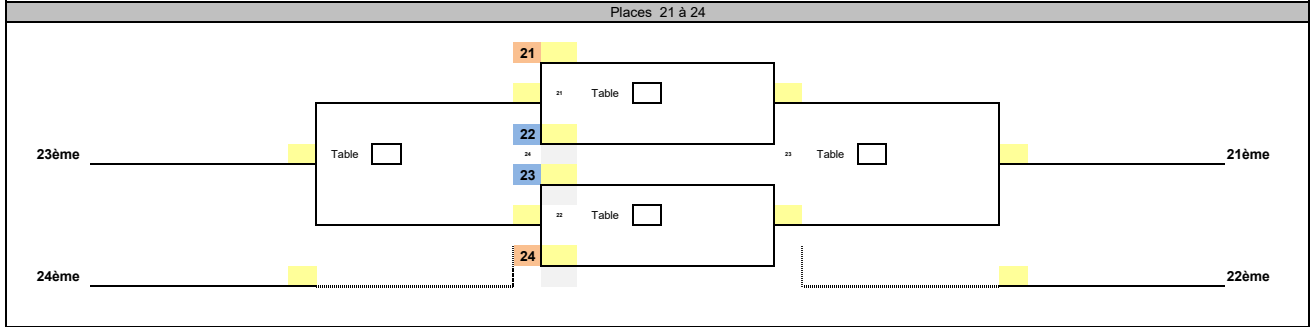 Places 21 à 24
21
21 Table
22
23ème Table 24 23 Table 21ème
23
22 Table
24
24ème 22ème